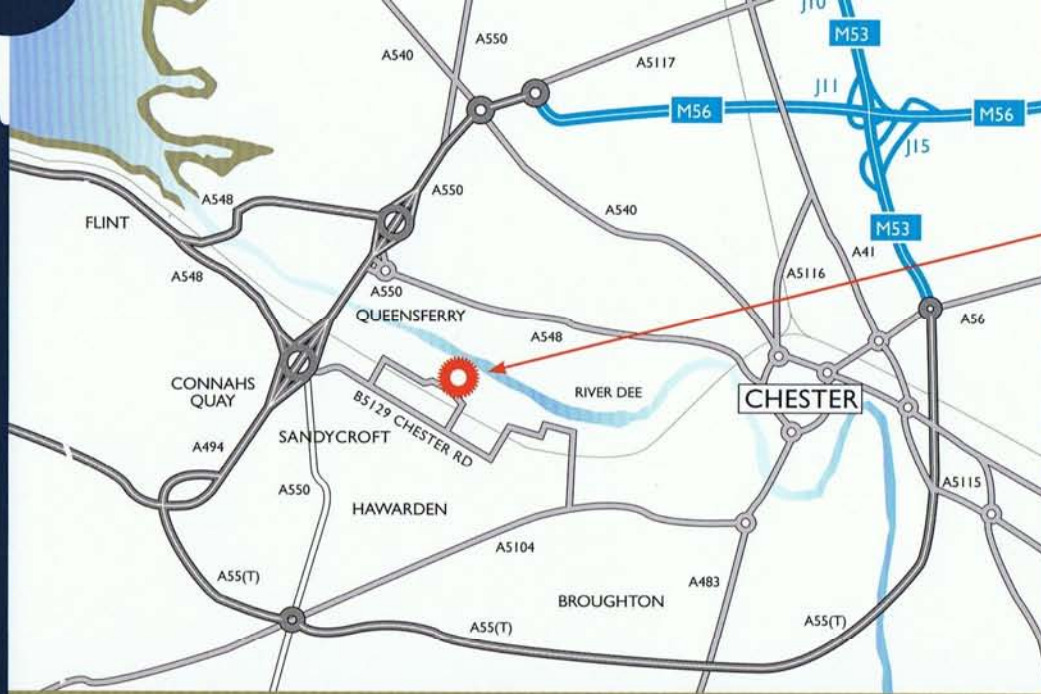 J10
M53
A550
A540
A5117
J11
M56
M56
J15
A550
A548
FLINT
A540
M53
A41
A548
A5116
A550
QUEENSFERRY
A56
A548
CONNAHS
QUAY
RIVER DEE
CHESTER
B5129 CHESTER RD
SANDYCROFT
A494
A550
A5115
HAWARDEN
A5104
A55(T)
A483
BROUGHTON
A55(T)
A55(T)